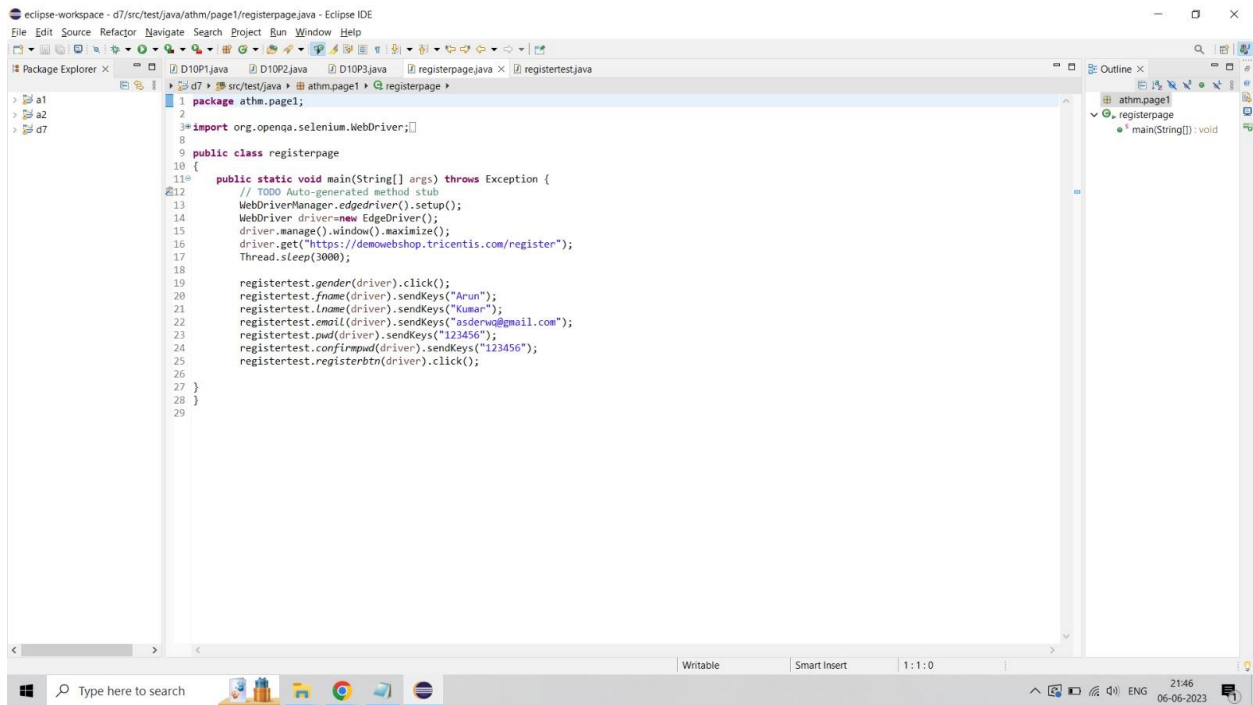 eclipse-workspace - d7/src/test/java/athm/page1/registerpage.java - Eclipse IDE
File Edit Source Refactor Navigate Search Project Run Window Help
Package Explorer
D10P1.java D10P2.java D10P3.java registerpage.java registertest.java
Outline
d7 src/test/java athm.page1 registerpage
a1
a2
d7
athm.page1
registerpage
main(String[]) : void
1 package athm.page1;
2
3 import org.openqa.selenium.WebDriver;
8
9 public class registerpage
10 {
11 public static void main(String[] args) throws Exception {
12 // TODO Auto-generated method stub
13 WebDriverManager.edgedriver().setup();
14 WebDriver driver=new EdgeDriver();
15 driver.manage().window().maximize();
16 driver.get("https://demowebshop.tricentis.com/register");
17 Thread.sleep(3000);
18
19 registertest.gender(driver).click();
20 registertest.fname(driver).sendKeys("Arun");
21 registertest.lname(driver).sendKeys("Kumar");
22 registertest.email(driver).sendKeys("asderwq@gmail.com");
23 registertest.pwd(driver).sendKeys("123456");
24 registertest.confirmpwd(driver).sendKeys("123456");
25 registertest.registerbtn(driver).click();
26
27 }
28 }
29
Writable Smart Insert 1 : 1 : 0
Type here to search
ENG
21:46
06-06-2023
1